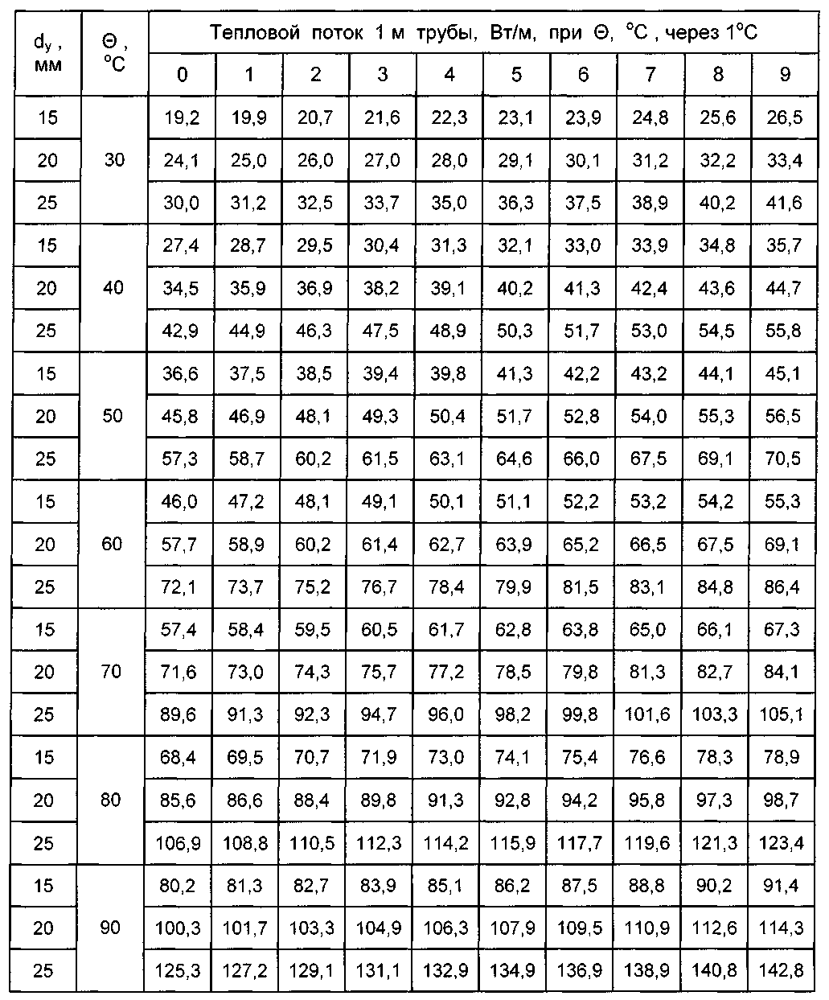 dу , мм Θ , °С Тепловой поток 1 м трубы, Вт/м, при Θ, °С , через 1°С
0 1 2 3 4 5 6 7 8 9
15 19,2 19,9 20,7 21,6 22,3 23,1 23,9 24,8 25,6 26,5
20 30 24,1 25,0 26,0 27,0 28,0 29,1 30,1 31,2 32,2 33,4
25 30,0 31,2 32,5 33,7 35,0 36,3 37,5 38,9 40,2 41,6
15 27,4 28,7 29,5 30,4 31,3 32,1 33,0 33,9 34,8 35,7
20 40 34,5 35,9 36,9 38,2 39,1 40,2 41,3 42,4 43,6 44,7
25 42,9 44,9 46,3 47,5 48,9 50,3 51,7 53,0 54,5 55,8
15 36,6 37,5 38,5 39,4 39,8 41,3 42,2 43,2 44,1 45,1
20 50 45,8 46,9 48,1 49,3 50,4 51,7 52,8 54,0 55,3 56,5
25 57,3 58,7 60,2 61,5 63,1 64,6 66,0 67,5 69,1 70,5
15 46,0 47,2 48,1 49,1 50,1 51,1 52,2 53,2 54,2 55,3
20 60 57,7 58,9 60,2 61,4 62,7 63,9 65,2 66,5 67,5 69,1
25 72,1 73,7 75,2 76,7 78,4 79,9 81,5 83,1 84,8 86,4
15 57,4 58,4 59,5 60,5 61,7 62,8 63,8 65,0 66,1 67,3
20 70 71,6 73,0 74,3 75,7 77,2 78,5 79,8 81,3 82,7 84,1
25 89,6 91,3 92,3 94,7 96,0 98,2 99,8 101,6 103,3 105,1
15 68,4 69,5 70,7 71,9 73,0 74,1 75,4 76,6 78,3 78,9
20 80 85,6 86,6 88,4 89,8 91,3 92,8 94,2 95,8 97,3 98,7
25 106,9 108,8 110,5 112,3 114,2 115,9 117,7 119,6 121,3 123,4
15 80,2 81,3 82,7 83,9 85,1 86,2 87,5 88,8 90,2 91,4
20 90 100,3 101,7 103,3 104,9 106,3 107,9 109,5 110,9 112,6 114,3
25 125,3 127,2 129,1 131,1 132,9 134,9 136,9 138,9 140,8 142,8